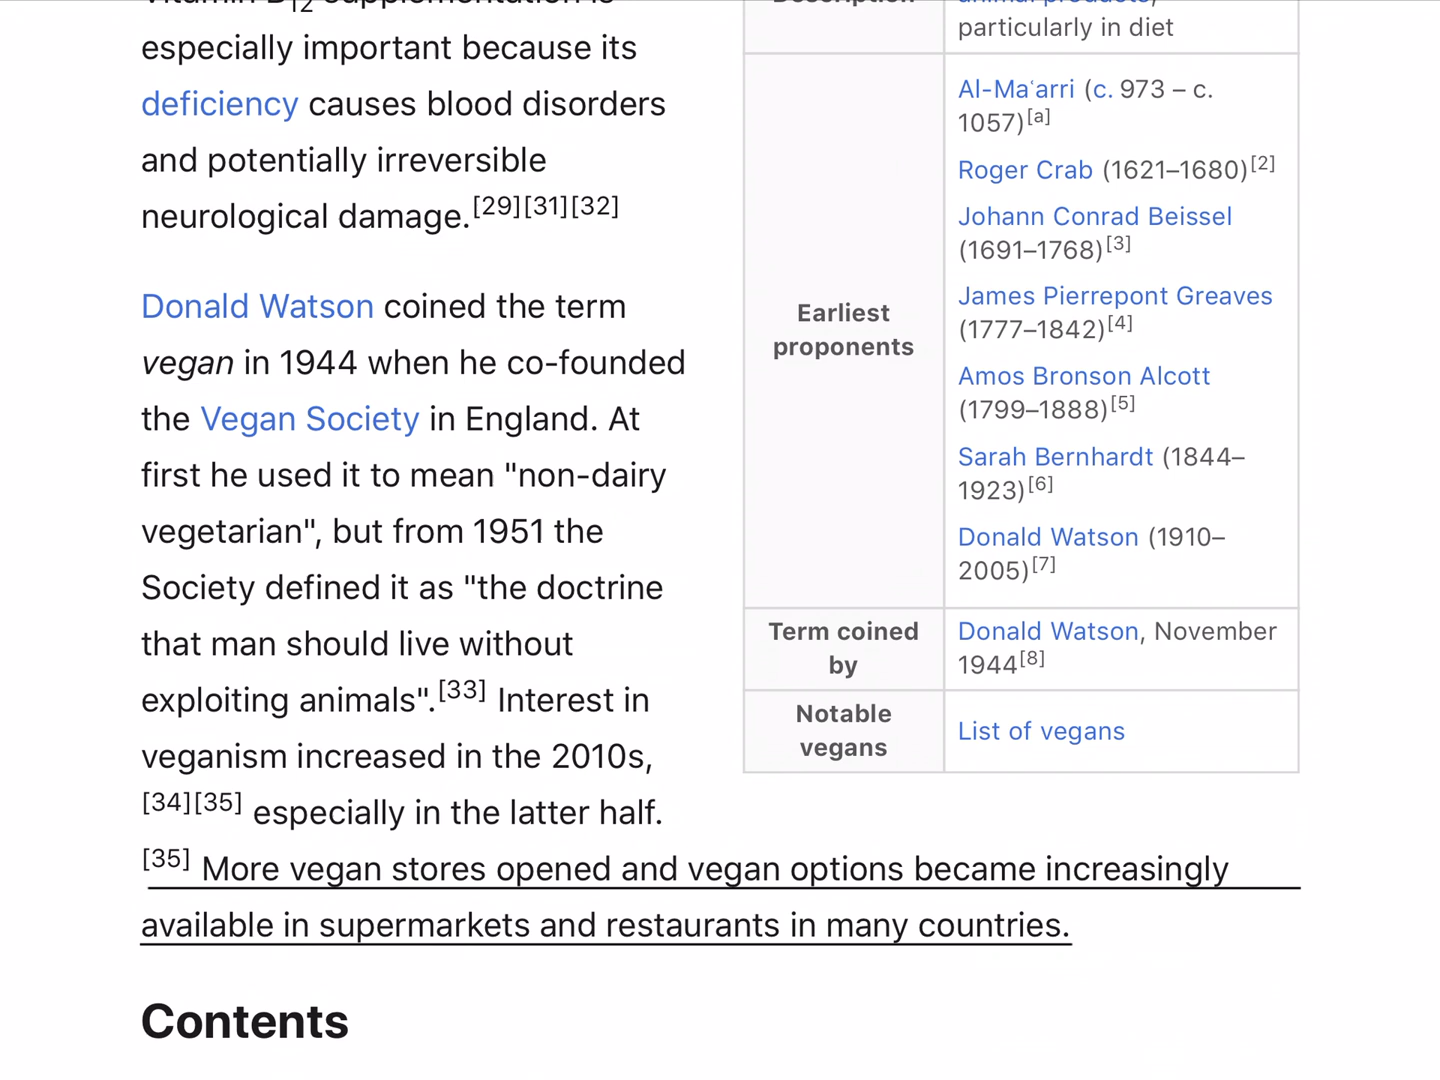 Vitamin B12 supplementation is
especially important because its
deficiency causes blood disorders
and potentially irreversible
neurological damage.[29][31][32]
Donald Watson coined the term
vegan in 1944 when he co-founded
the Vegan Society in England. At
first he used it to mean "non-dairy
vegetarian", but from 1951 the
Society defined it as "the doctrine
that man should live without
exploiting animals".[33] Interest in
veganism increased in the 2010s,
[34][35] especially in the latter half.
[35] More vegan stores opened and vegan options became increasingly
available in supermarkets and restaurants in many countries.
Description
animal products,
particularly in diet
Earliest
proponents
Al-Maʿarri (c. 973 – c.
1057)[a]
Roger Crab (1621–1680)[2]
Johann Conrad Beissel
(1691–1768)[3]
James Pierrepont Greaves
(1777–1842)[4]
Amos Bronson Alcott
(1799–1888)[5]
Sarah Bernhardt (1844–
1923)[6]
Donald Watson (1910–
2005)[7]
Term coined
by
Donald Watson, November
1944[8]
Notable
vegans
List of vegans
Contents